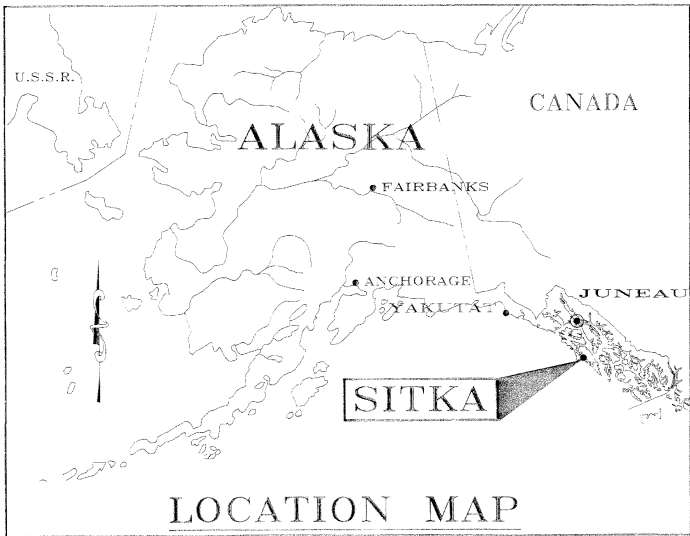 U.S.S.R.
CANADA
ALASKA
FAIRBANKS
ANCHORAGE
JUNEAU
YAKUTAT
SITKA
LOCATION MAP